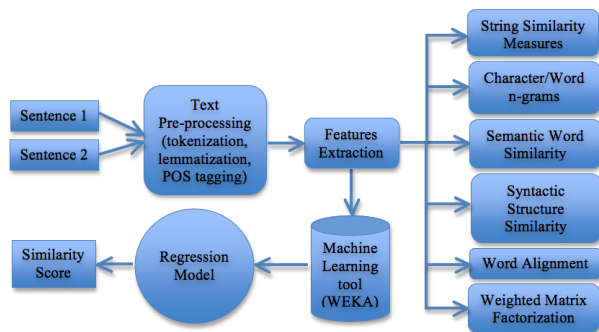 Sentence 1
Sentence 2
Text
Pre-processing
(tokenization,
lemmatization,
POS tagging)
Features
Extraction
String Similarity
Measures
Character/Word
n-grams
Semantic Word
Similarity
Syntactic
Structure
Similarity
Word Alignment
Weighted Matrix
Factorization
Machine
Learning
tool
(WEKA)
Regression
Model
Similarity
Score